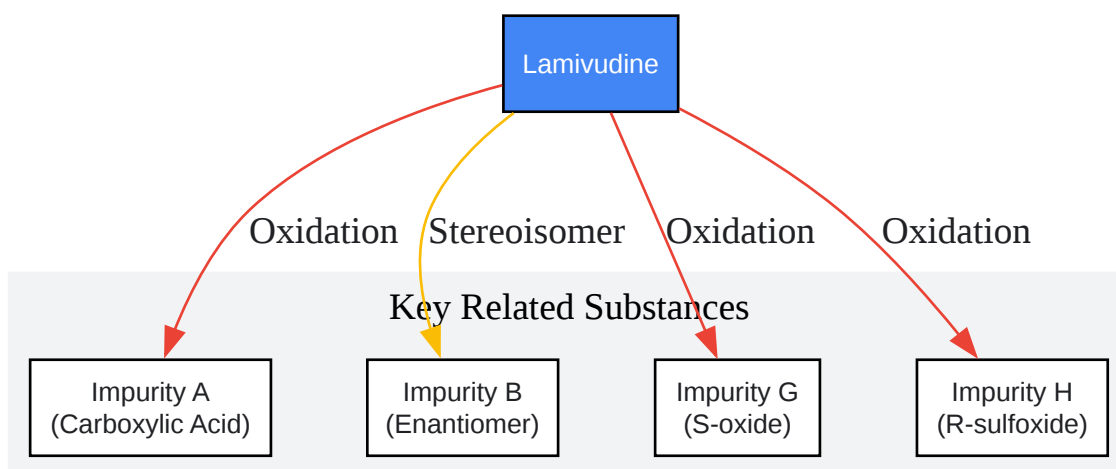 Lamivudine
Oxidation
Stereoisomer
Oxidation
Oxidation
Key Related Substances
Impurity A
(Carboxylic Acid)
Impurity B
(Enantiomer)
Impurity G
(S-oxide)
Impurity H
(R-sulfoxide)